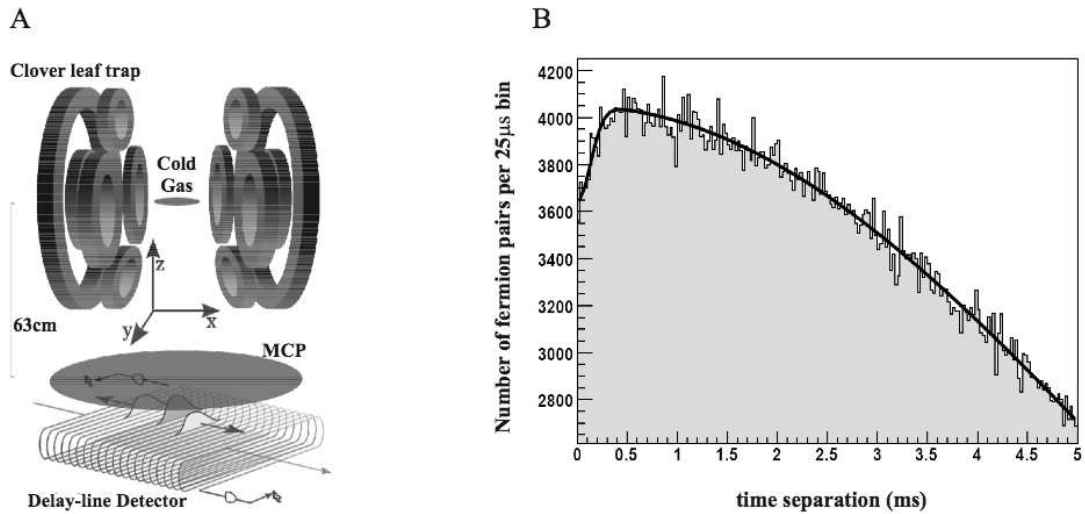 A
Clover leaf trap
Cold
Gas
z
y
x
63cm
MCP
Delay-line Detector
B
Number of fermion pairs per 25μs bin
4200
4000
3800
3600
3400
3200
3000
2800
0
0.5
1
1.5
2
2.5
3
3.5
4
4.5
5
time separation (ms)